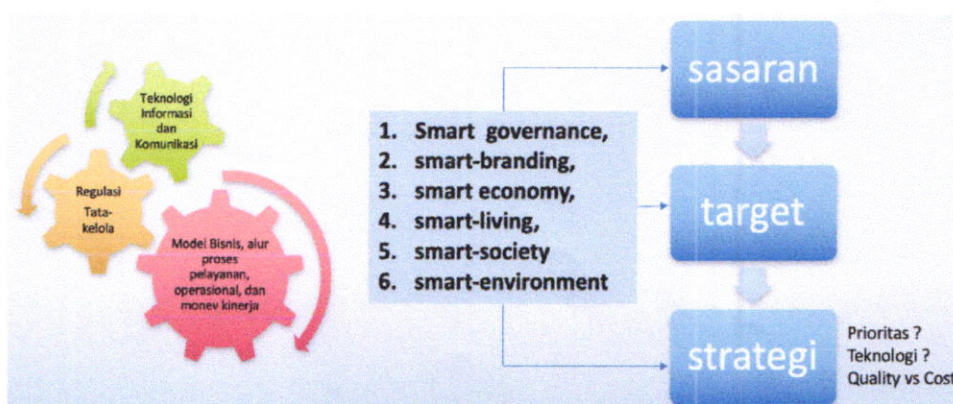 Teknologi
Informasi
dan
Komunikasi
Regulasi
Tata-
kelola
Model Bisnis, alur
proses
pelayanan,
operasional, dan
monev kinerja
1. Smart governance,
2. smart-branding,
3. smart economy,
4. smart-living,
5. smart-society
6. smart-environment
sasaran
target
strategi
Prioritas ?
Teknologi ?
Quality vs Cost